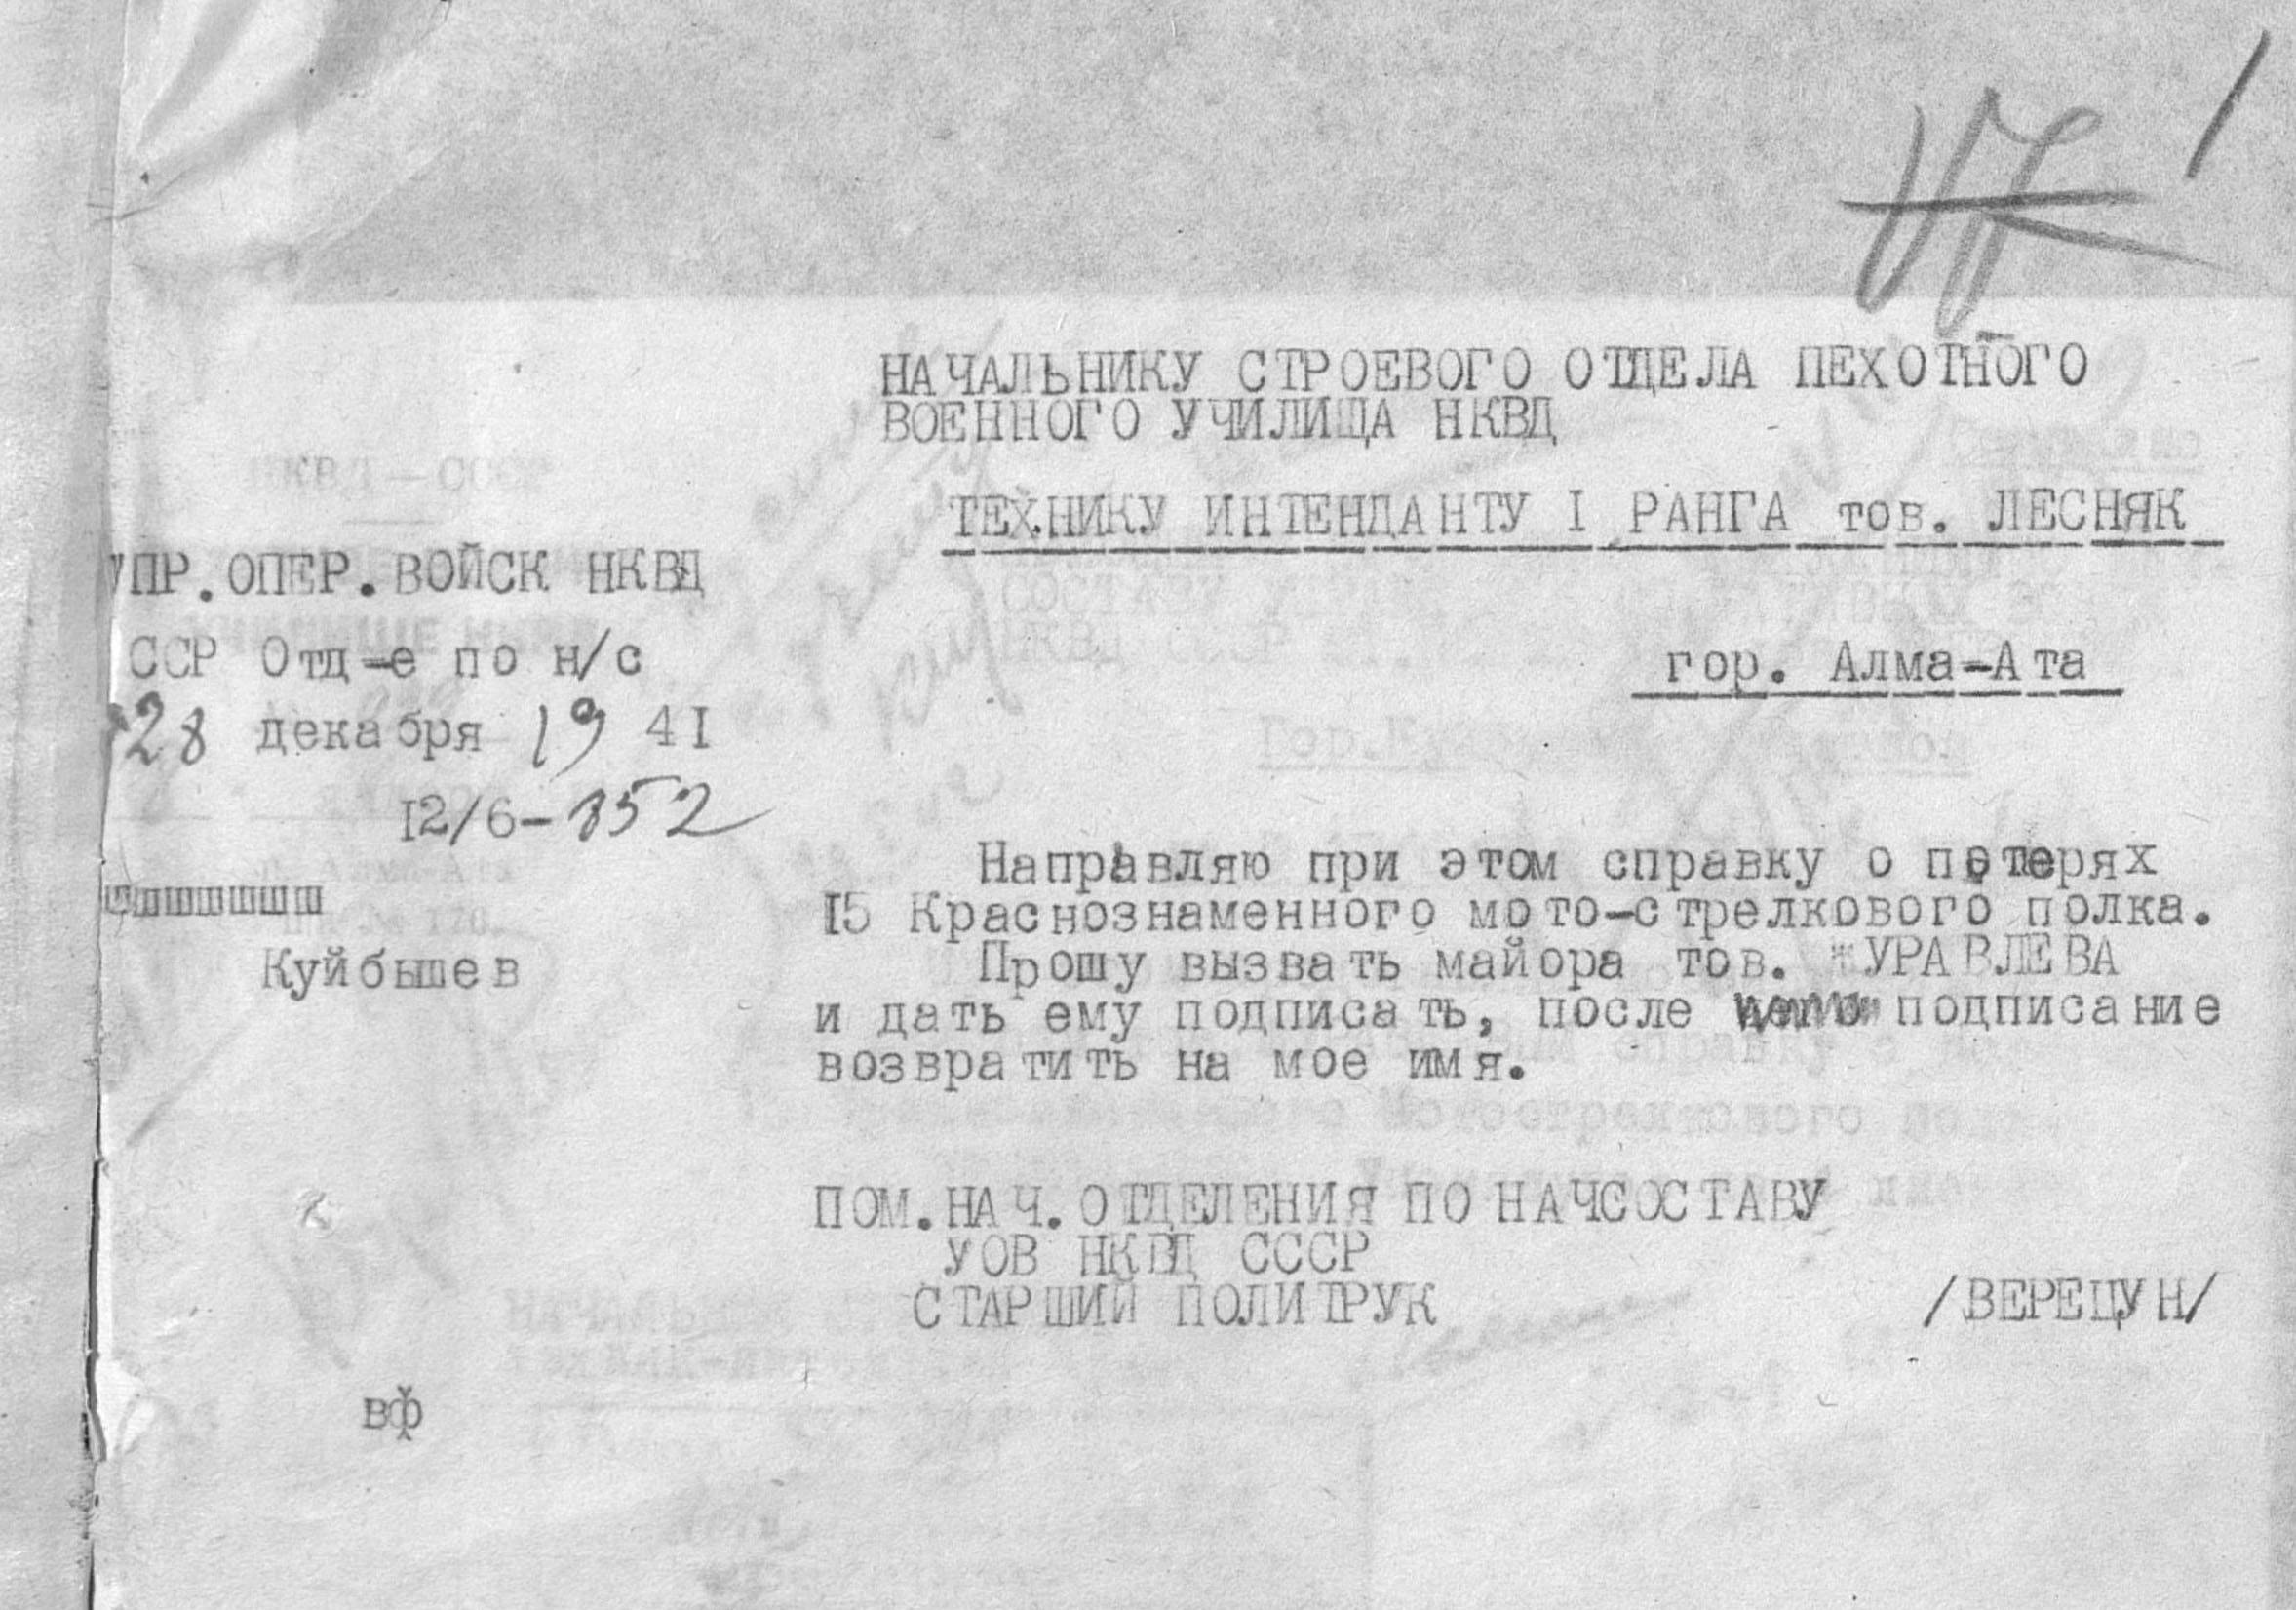 НАЧАЛЬНИКУ СТРОЕВОГО ОТДЕЛА ПЕХОТНОГО
ВОЕННОГО УЧИЛИЩА НКВД
ТЕХНИКУ ИНТЕНДАНТУ I РАНГА тов. ЛЕСНЯК
гор. Алма-Ата
УПР. ОПЕР. ВОЙСК НКВД
ССР Отд-е по н/с
28 декабря 19 41
12/6-852
Куйбышев
Направляю при этом справку о потерях
15 Краснознаменного мото-стрелкового полка.
Прошу вызвать майора тов. ЖУРАВЛЕВА
и дать ему подписать, после подписание
возвратить на мое имя.
ПОМ. НАЧ. ОТДЕЛЕНИЯ ПО НАЧСОСТАВУ
УОВ НКВД СССР
СТАРШИЙ ПОЛИТРУК /ВЕРЕЦУН/
вф